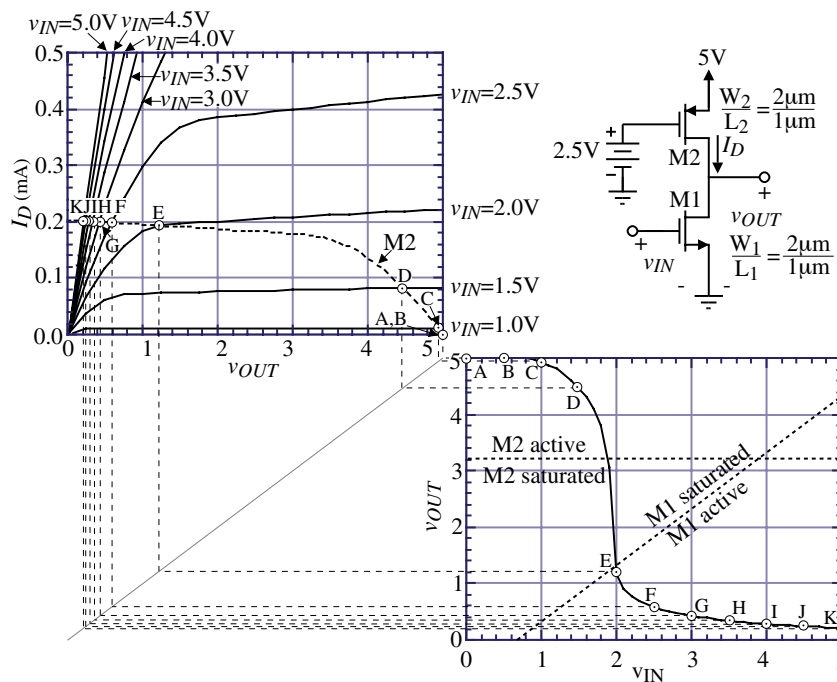 vIN=5.0V
vIN=4.5V
vIN=4.0V
vIN=3.5V
vIN=3.0V
vIN=2.5V
vIN=2.0V
vIN=1.5V
vIN=1.0V
0.5
0.4
0.3
0.2
0.1
0.0
ID (mA)
KJIH F
G
E
M2
D
C
A,B
0 1 2 3 4 5
vOUT
5V
W2/L2 = 2μm/1μm
+
2.5V
-
M2
ID
M1
+
vOUT
+
vIN
W1/L1 = 2μm/1μm
- -
5
4
3
2
1
0
vOUT
A B C
D
M2 active
M2 saturated
M1 saturated
M1 active
E
F
G H I J K
0 1 2 3 4
vIN